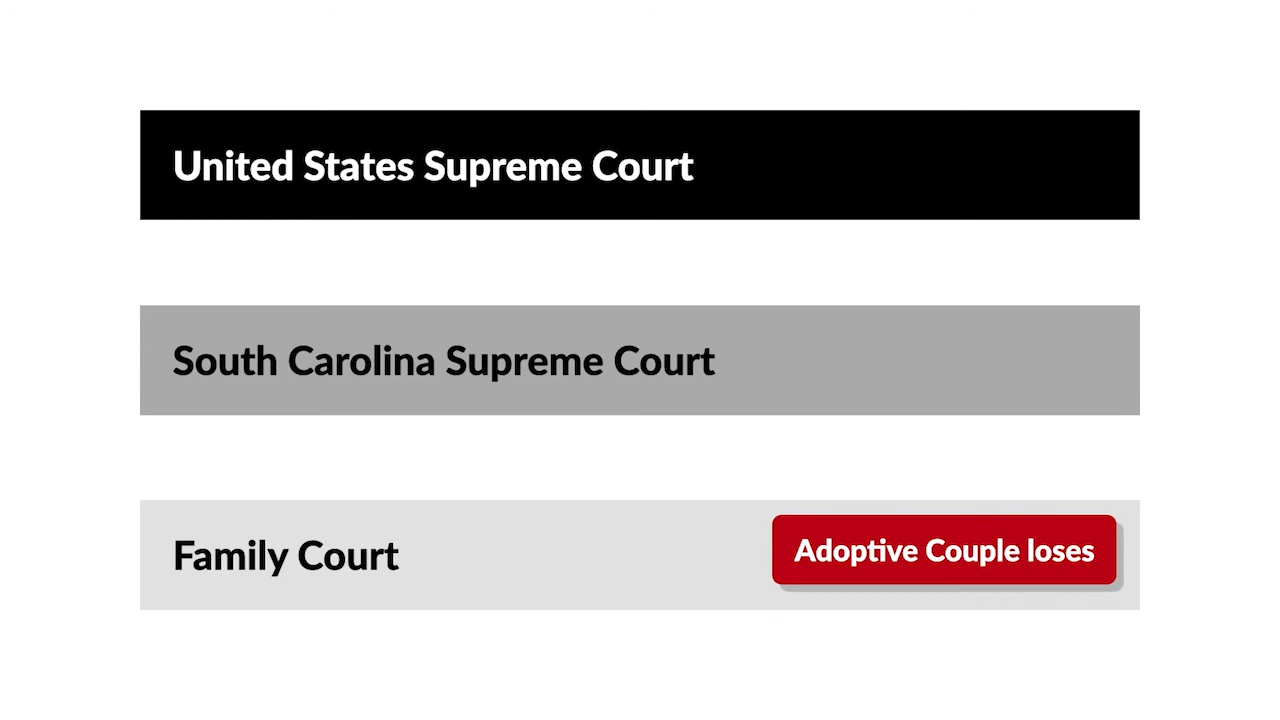 United States Supreme Court
South Carolina Supreme Court
Family Court
Adoptive Couple loses